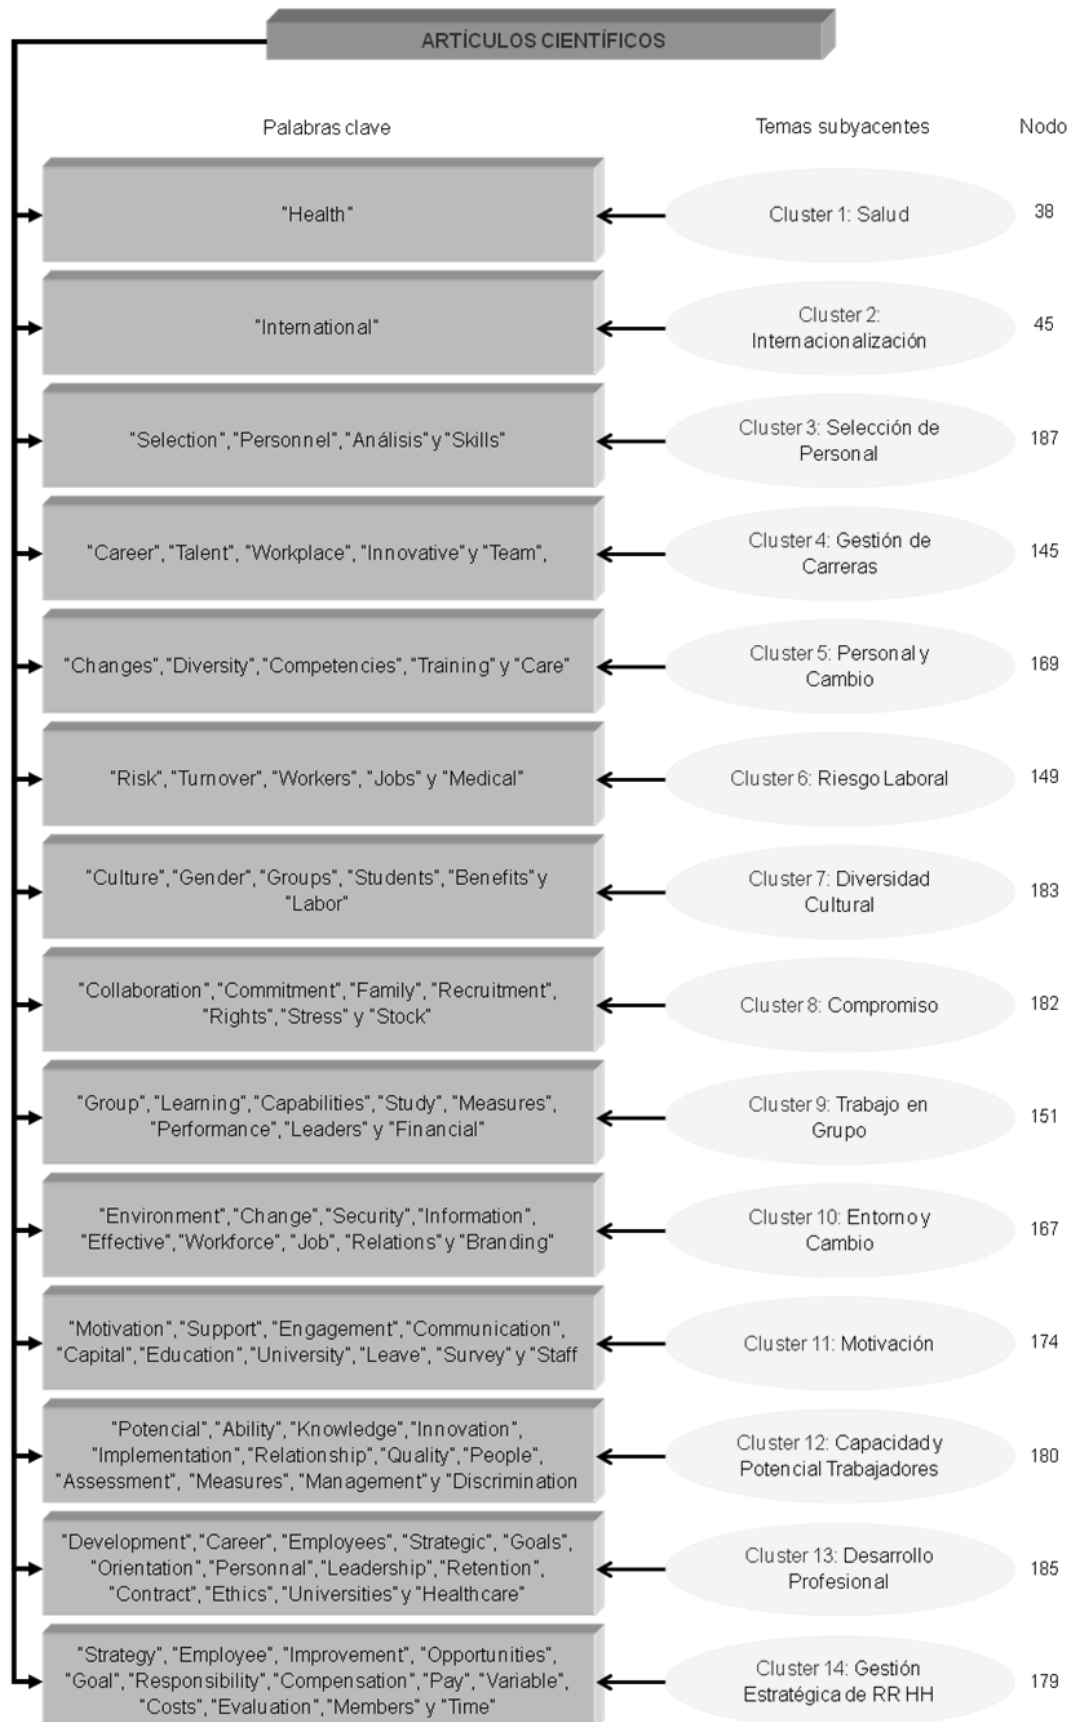 ARTÍCULOS CIENTÍFICOS
Palabras clave
Temas subyacentes
Nodo
"Health"
Cluster 1: Salud
38
"International"
Cluster 2:
Internacionalización
45
"Selection", "Personnel", "Análisis" y "Skills"
Cluster 3: Selección de
Personal
187
"Career", "Talent", "Workplace", "Innovative" y "Team",
Cluster 4: Gestión de
Carreras
145
"Changes", "Diversity", "Competencies", "Training" y "Care"
Cluster 5: Personal y
Cambio
169
"Risk", "Turnover", "Workers", "Jobs" y "Medical"
Cluster 6: Riesgo Laboral
149
"Culture", "Gender", "Groups", "Students", "Benefits" y
"Labor"
Cluster 7: Diversidad
Cultural
183
"Collaboration", "Commitment", "Family", "Recruitment",
"Rights", "Stress" y "Stock"
Cluster 8: Compromiso
182
"Group", "Learning", "Capabilities", "Study", "Measures",
"Performance", "Leaders" y "Financial"
Cluster 9: Trabajo en
Grupo
151
"Environment", "Change", "Security", "Information",
"Effective", "Workforce", "Job", "Relations" y "Branding"
Cluster 10: Entorno y
Cambio
167
"Motivation", "Support", "Engagement", "Communication",
"Capital", "Education", "University", "Leave", "Survey" y "Staff
Cluster 11: Motivación
174
"Potencial", "Ability", "Knowledge", "Innovation",
"Implementation", "Relationship", "Quality", "People",
"Assessment", "Measures", "Management" y "Discrimination
Cluster 12: Capacidad y
Potencial Trabajadores
180
"Development", "Career", "Employees", "Strategic", "Goals",
"Orientation", "Personnal", "Leadership", "Retention",
"Contract", "Ethics", "Universities" y "Healthcare"
Cluster 13: Desarrollo
Profesional
185
"Strategy", "Employee", "Improvement", "Opportunities",
"Goal", "Responsibility", "Compensation", "Pay", "Variable",
"Costs", "Evaluation", "Members" y "Time"
Cluster 14: Gestión
Estratégica de RR HH
179